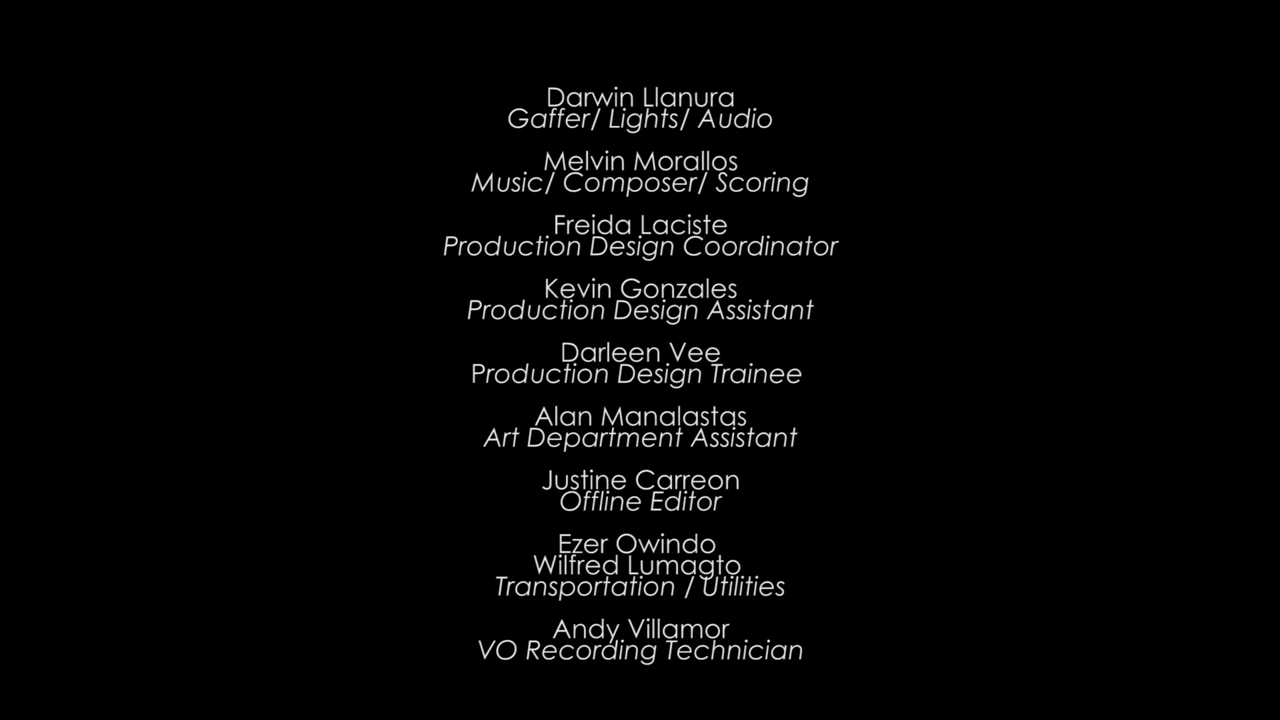 Darwin Llanura
Gaffer/ Lights/ Audio
Melvin Morallos
Music/ Composer/ Scoring
Freida Laciste
Production Design Coordinator
Kevin Gonzales
Production Design Assistant
Darleen Vee
Production Design Trainee
Alan Manalastas
Art Department Assistant
Justine Carreon
Offline Editor
Ezer Owindo
Wilfred Lumagto
Transportation / Utilities
Andy Villamor
VO Recording Technician